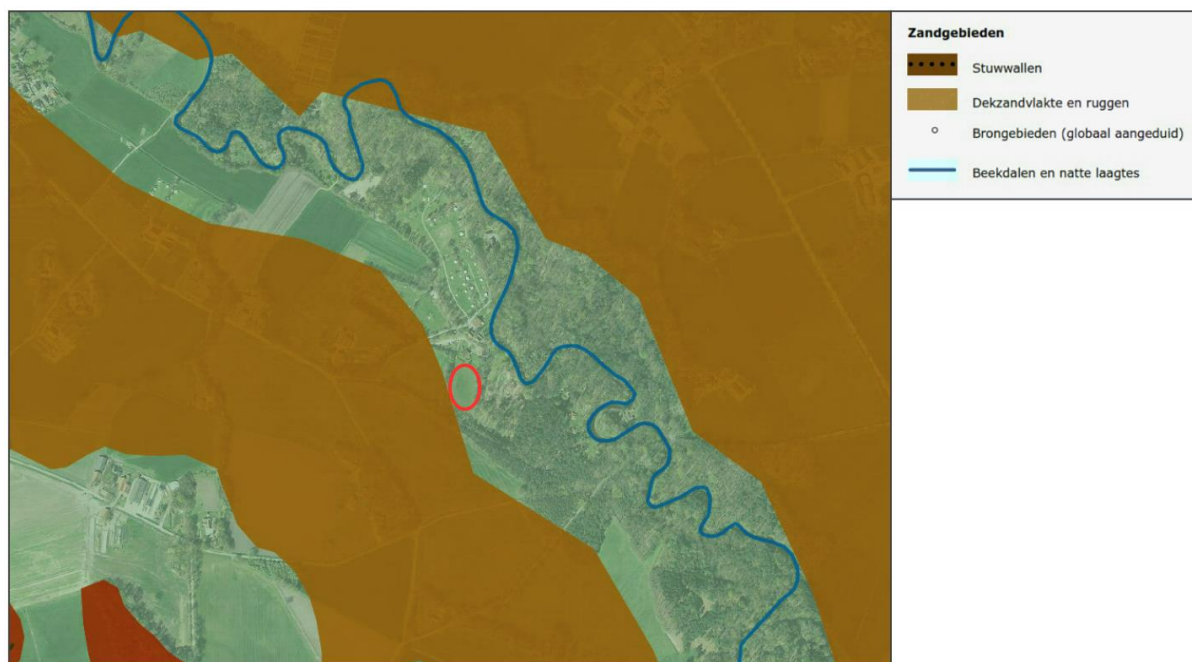 Zandgebieden
Stuwwallen
Dekzandvlakte en ruggen
Brongebieden (globaal aangeduid)
Beekdalen en natte laagtes